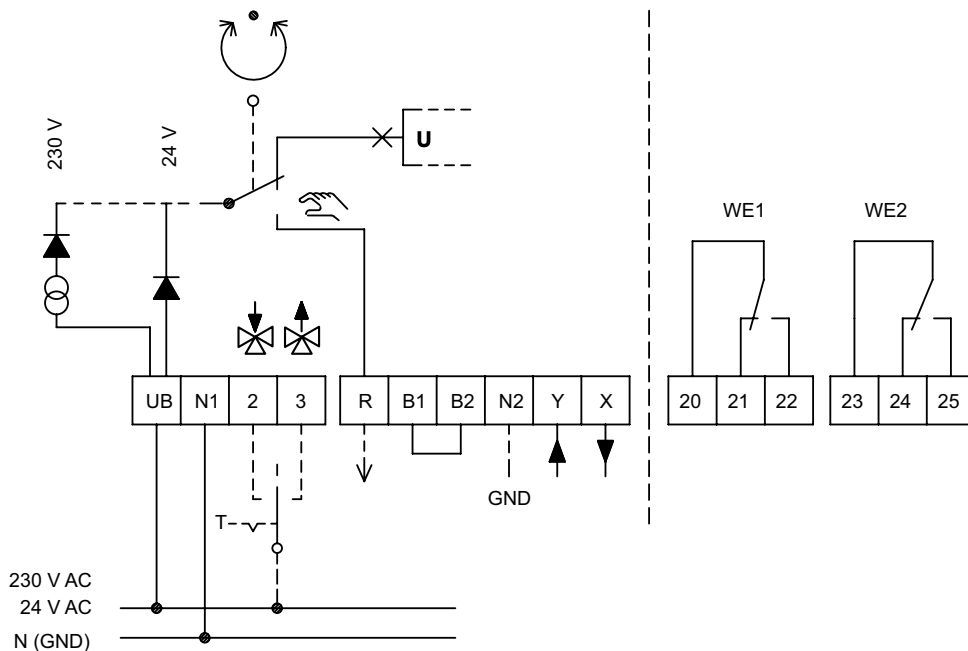 230 V
24 V
U
WE1
WE2
UB N1 2 3
R B1 B2 N2 Y X
20 21 22
23 24 25
GND
T
230 V AC
24 V AC
N (GND)